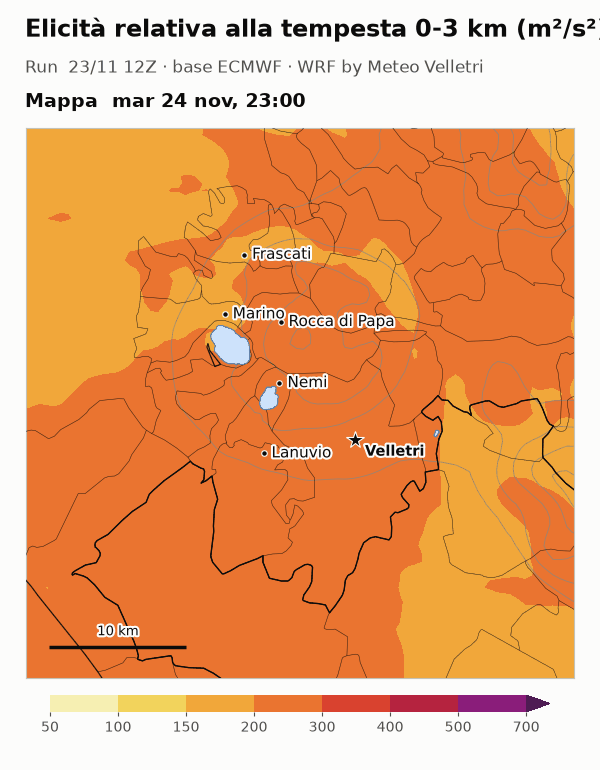 Elicità relativa alla tempesta 0-3 km (m²/s²)
Run  23/11 12Z · base ECMWF · WRF by Meteo Velletri
Mappa  mar 24 nov, 23:00
Frascati
Marino
Rocca di Papa
Nemi
Velletri
Lanuvio
10 km
50 100 150 200 300 400 500 700